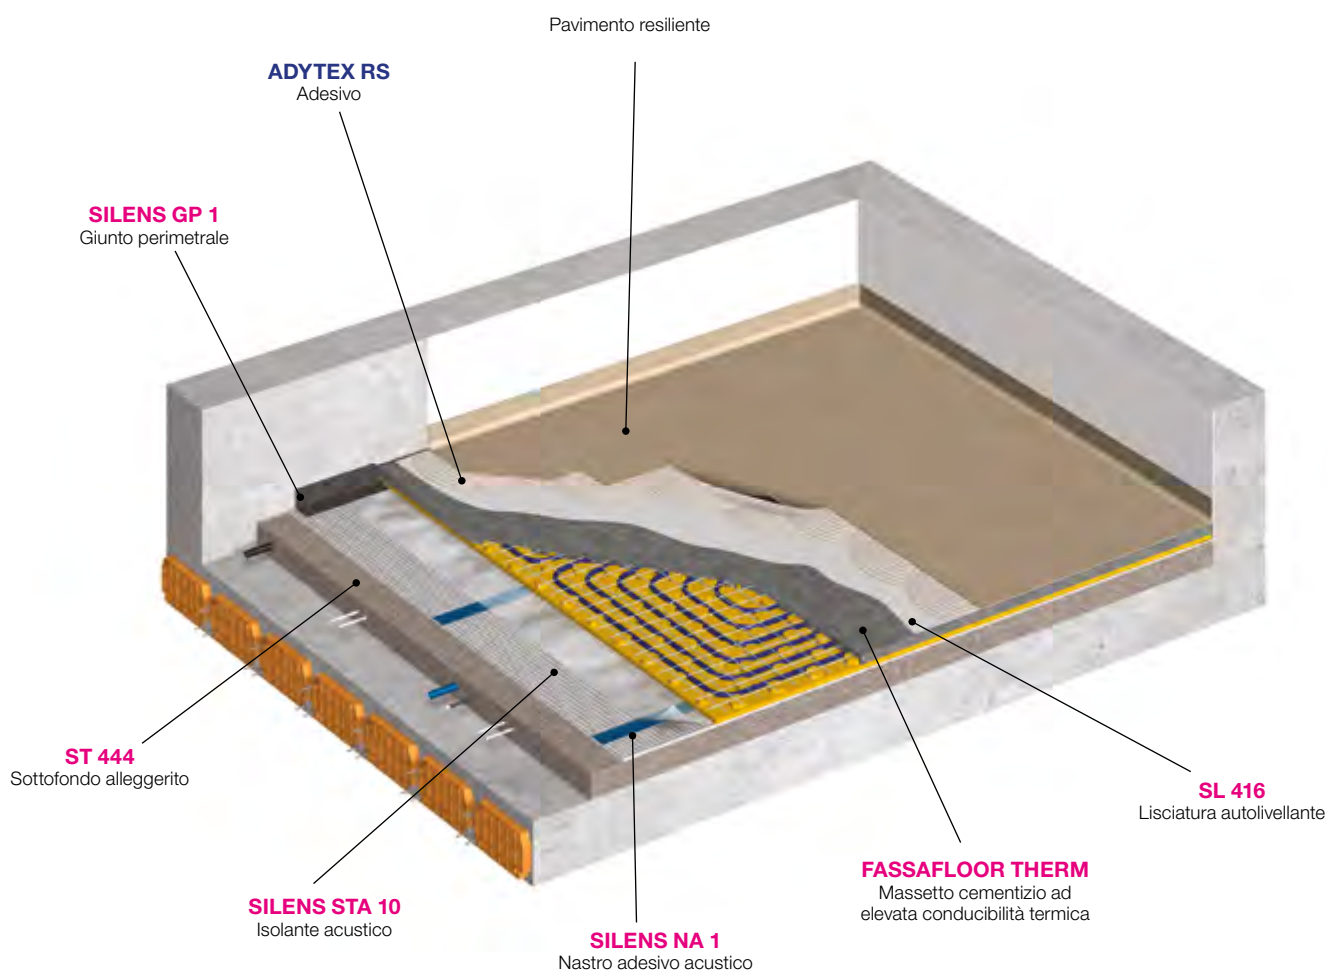 Pavimento resiliente
ADYTEX RS
Adesivo
SILENS GP 1
Giunto perimetrale
ST 444
Sottofondo alleggerito
SL 416
Lisciatura autolivellante
FASSAFLOOR THERM
Massetto cementizio ad
elevata conducibilità termica
SILENS STA 10
Isolante acustico
SILENS NA 1
Nastro adesivo acustico